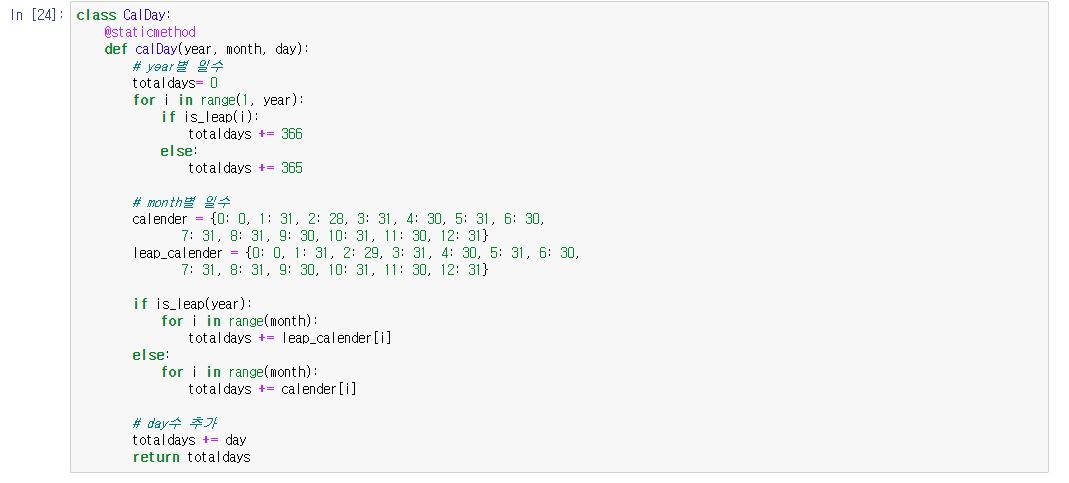 In [24]: class CalDay:
@staticmethod
def calDay(year, month, day):
# year별 일수
totaldays= 0
for i in range(1, year):
if is_leap(i):
totaldays += 366
else:
totaldays += 365
# month별 일수
calender = {0: 0, 1: 31, 2: 28, 3: 31, 4: 30, 5: 31, 6: 30,
7: 31, 8: 31, 9: 30, 10: 31, 11: 30, 12: 31}
leap_calender = {0: 0, 1: 31, 2: 29, 3: 31, 4: 30, 5: 31, 6: 30,
7: 31, 8: 31, 9: 30, 10: 31, 11: 30, 12: 31}
if is_leap(year):
for i in range(month):
totaldays += leap_calender[i]
else:
for i in range(month):
totaldays += calender[i]
# day수 추가
totaldays += day
return totaldays